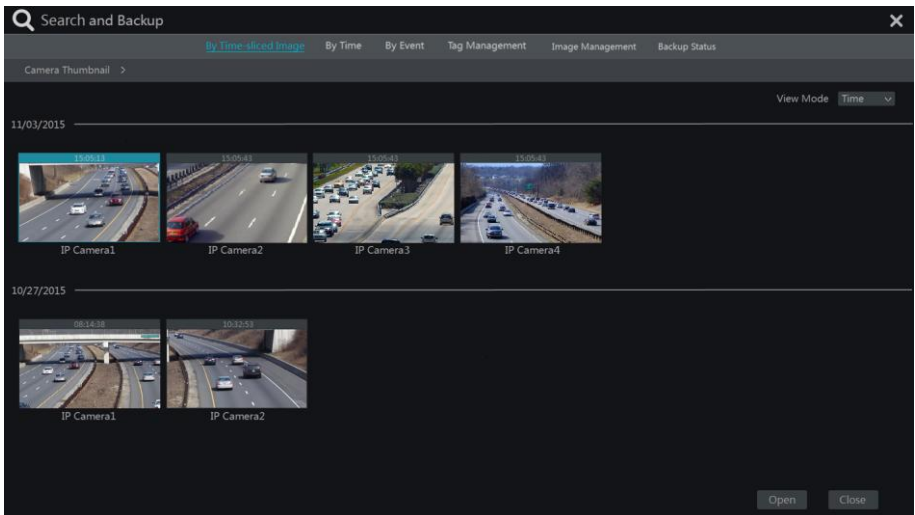 Search and Backup
By Time-sliced Image By Time By Event Tag Management Image Management Backup Status
Camera Thumbnail >
View Mode Time
11/03/2015
15:05:13 15:05:43 15:05:43 15:05:43
IP Camera1 IP Camera2 IP Camera3 IP Camera4
10/27/2015
08:14:38 10:32:53
IP Camera1 IP Camera2
Open Close